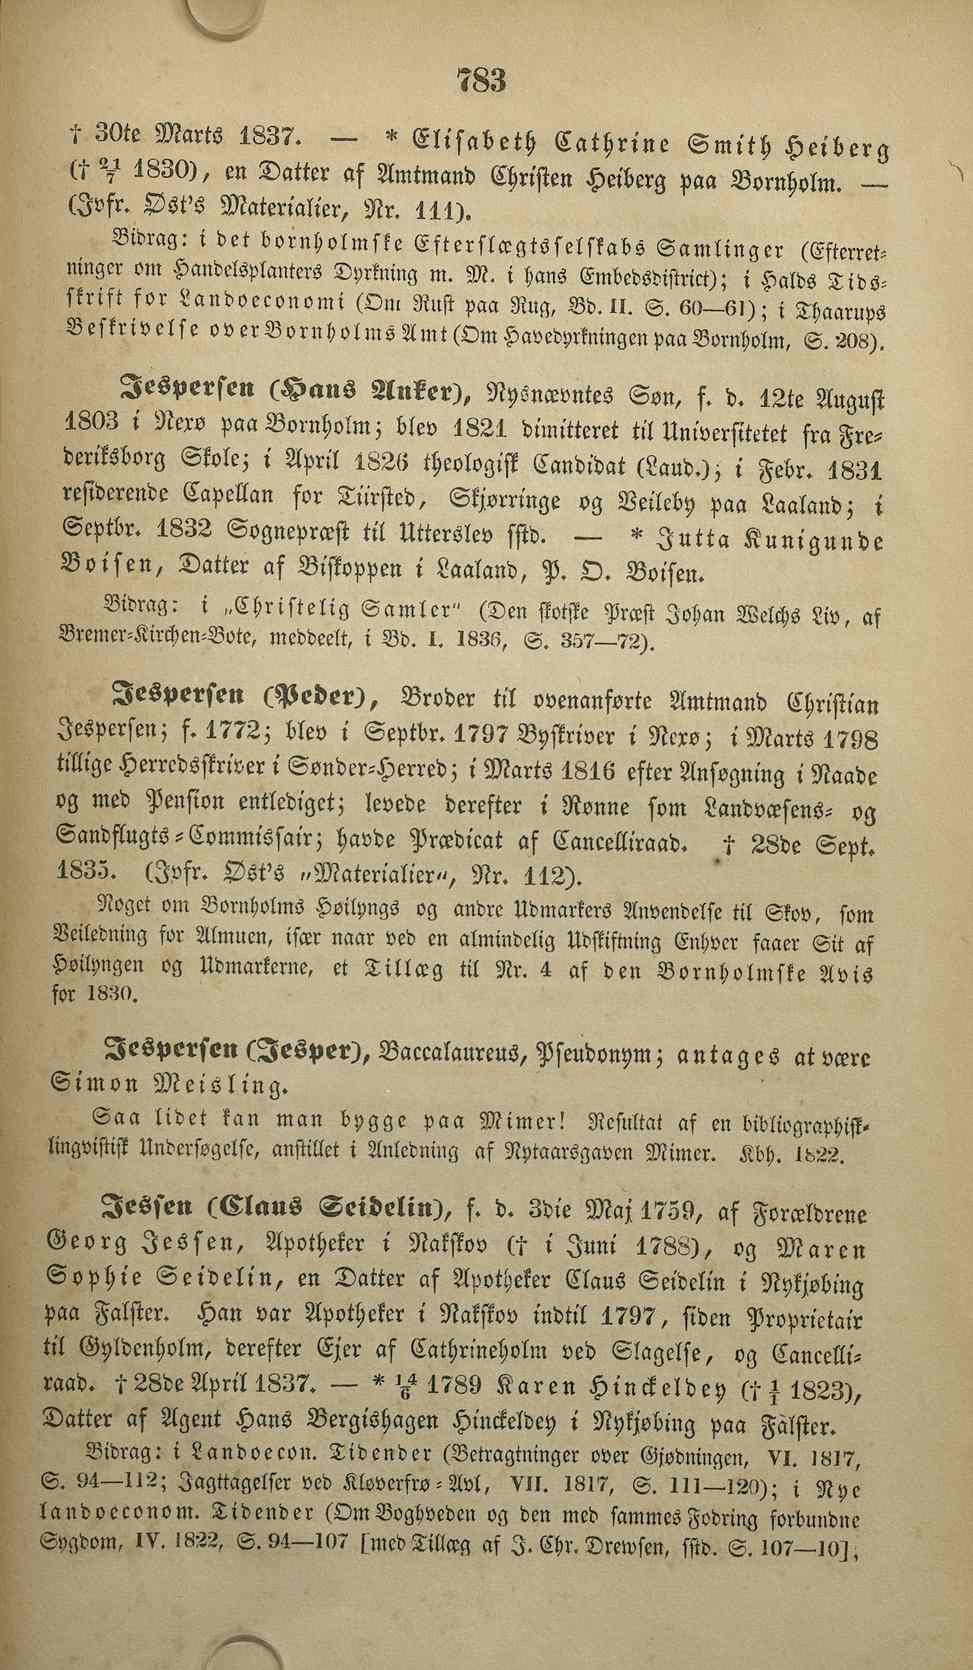 783
† 30te Marts 1837. — * Elisabeth Cathrine Smith Heiberg
(† 21/7 1830), en Datter af Amtmand Christen Heiberg paa Bornholm. —
(Jvfr. Øst's Materialier, Nr. 111).
Bidrag: i det bornholmske Efterslægtsselskabs Samlinger (Efterret-
ninger om Handelsplanters Dyrkning m. M. i hans Embedsdistrict); i Halds Tids-
skrift for Landoeconomi (Om Rust paa Rug, Bd. II. S. 60—61); i Thaarups
Beskrivelse over Bornholms Amt (Om Havedyrkningen paa Bornholm, S. 208).
Jespersen (Hans Anker), Nysnævntes Søn, f. d. 12te August
1803 i Nexø paa Bornholm; blev 1821 dimitteret til Universitetet fra Fre-
deriksborg Skole; i April 1826 theologisk Candidat (Laud.); i Febr. 1831
residerende Capellan for Tiirsted, Skjørringe og Veileby paa Laaland; i
Septbr. 1832 Sognepræst til Utterslev sstd. — * Jutta Kunigunde
Boisen, Datter af Biskoppen i Laaland, P. O. Boisen.
Bidrag: i „Christelig Samler“ (Den skotske Præst Johan Welchs Liv, af
Bremer-Kirchen-Bote, meddeelt, i Bd. I. 1836, S. 357—72).
Jespersen (Peder), Broder til ovenanførte Amtmand Christian
Jespersen; f. 1772; blev i Septbr. 1797 Byskriver i Nexø; i Marts 1798
tillige Herredsskriver i Sønder-Herred; i Marts 1816 efter Ansøgning i Naade
og med Pension entlediget; levede derefter i Rønne som Landvæsens- og
Sandflugts-Commissair; havde Prædicat af Cancelliraad. † 28de Sept.
1835. (Jvfr. Øst's „Materialier“, Nr. 112).
Noget om Bornholms Høilyngs og andre Udmarkers Anvendelse til Skov, som
Veiledning for Almuen, især naar ved en almindelig Udskiftning Enhver faaer Sit af
Høilyngen og Udmarkerne, et Tillæg til Nr. 4 af den Bornholmske Avis
for 1830.
Jespersen (Jesper), Baccalaureus, Pseudonym; antages at være
Simon Meisling.
Saa lidet kan man bygge paa Mimer! Resultat af en bibliographisk-
lingvistisk Undersøgelse, anstillet i Anledning af Nytaarsgaven Mimer. Kbh. 1822.
Jessen (Claus Seidelin), f. d. 3die Maj 1759, af Forældrene
Georg Jessen, Apotheker i Nakskov († i Juni 1788), og Maren
Sophie Seidelin, en Datter af Apotheker Claus Seidelin i Nykjøbing
paa Falster. Han var Apotheker i Nakskov indtil 1797, siden Proprietair
til Gyldenholm, derefter Ejer af Cathrineholm ved Slagelse, og Cancelli-
raad. † 28de April 1837. — * 14/6 1789 Karen Hinckeldey († 1/1 1823),
Datter af Agent Hans Bergishagen Hinckeldey i Nykjøbing paa Falster.
Bidrag: i Landoecon. Tidender (Betragtninger over Gjødningen, VI. 1817,
S. 94—112; Jagttagelser ved Kløverfrø-Avl, VII. 1817, S. 111—120); i Nye
landoeconom. Tidender (Om Boghveden og den med sammes Fodring forbundne
Sygdom, IV. 1822, S. 94—107 [med Tillæg af J. Chr. Drewsen, sstd. S. 107—10];